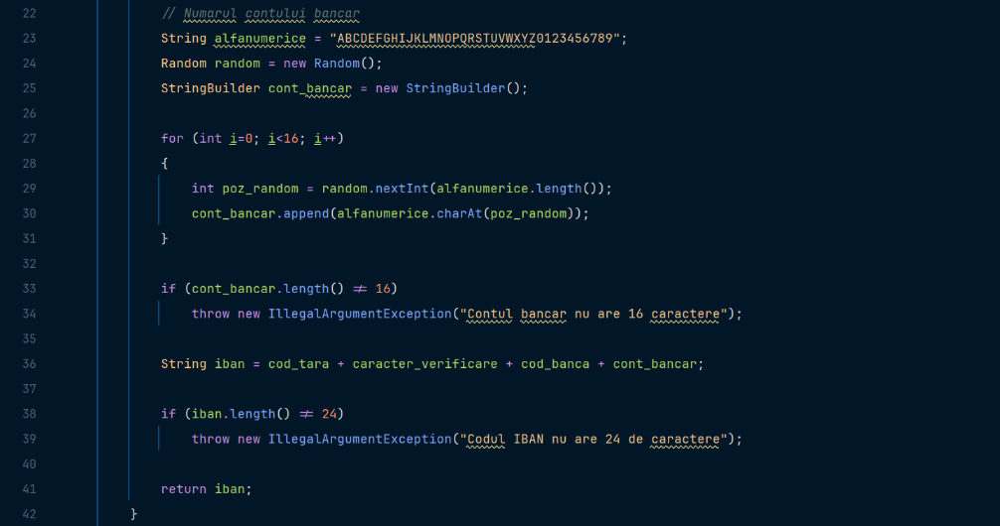 22 // Numarul contului bancar
23 String alfanumerice = "ABCDEFGHIJKLMNOPQRSTUVWXYZ0123456789";
24 Random random = new Random();
25 StringBuilder cont_bancar = new StringBuilder();
26
27 for (int i=0; i<16; i++)
28 {
29 int poz_random = random.nextInt(alfanumerice.length());
30 cont_bancar.append(alfanumerice.charAt(poz_random));
31 }
32
33 if (cont_bancar.length() ≠ 16)
34 throw new IllegalArgumentException("Contul bancar nu are 16 caractere");
35
36 String iban = cod_tara + caracter_verificare + cod_banca + cont_bancar;
37
38 if (iban.length() ≠ 24)
39 throw new IllegalArgumentException("Codul IBAN nu are 24 de caractere");
40
41 return iban;
42 }